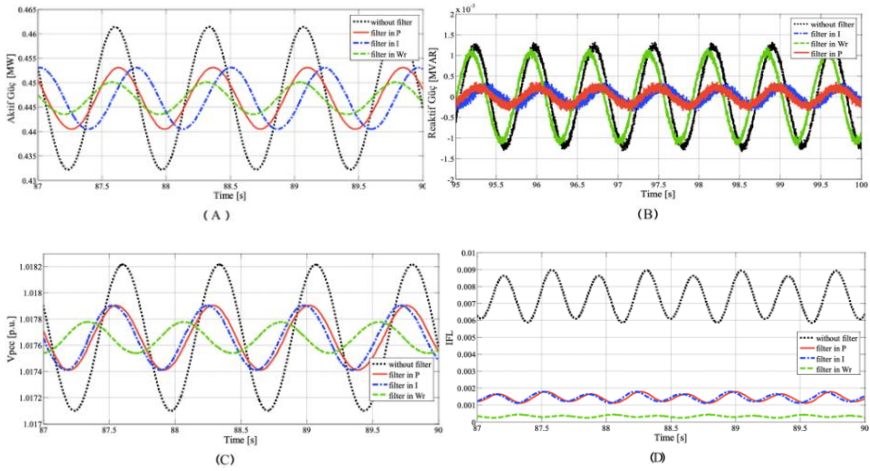 0.465
0.46
0.455
0.45
0.445
0.44
0.435
0.43
Aktif Güç [MW]
87 87.5 88 88.5 89 89.5 90
Time [s]
without filter
filter in P
filter in I
filter in Wr
(A)
x 10⁻³
2
1.5
1
0.5
0
-0.5
-1
-1.5
-2
Reaktif Güç [MVAR]
95 95.5 96 96.5 97 97.5 98 98.5 99 99.5 100
Time [s]
without filter
filter in I
filter in Wr
filter in P
(B)
1.0182
1.018
1.0178
1.0176
1.0174
1.017
Vpcc [p.u.]
87 87.5 88 88.5 89 89.5 90
Time [s]
without filter
filter in P
filter in I
filter in Wr
(C)
0.01
0.009
0.008
0.007
0.006
0.005
0.004
0.003
0.002
0.001
0
IFL
87 87.5 88 88.5 89 89.5 90
Time [s]
without filter
filter in P
filter in I
filter in Wr
(D)